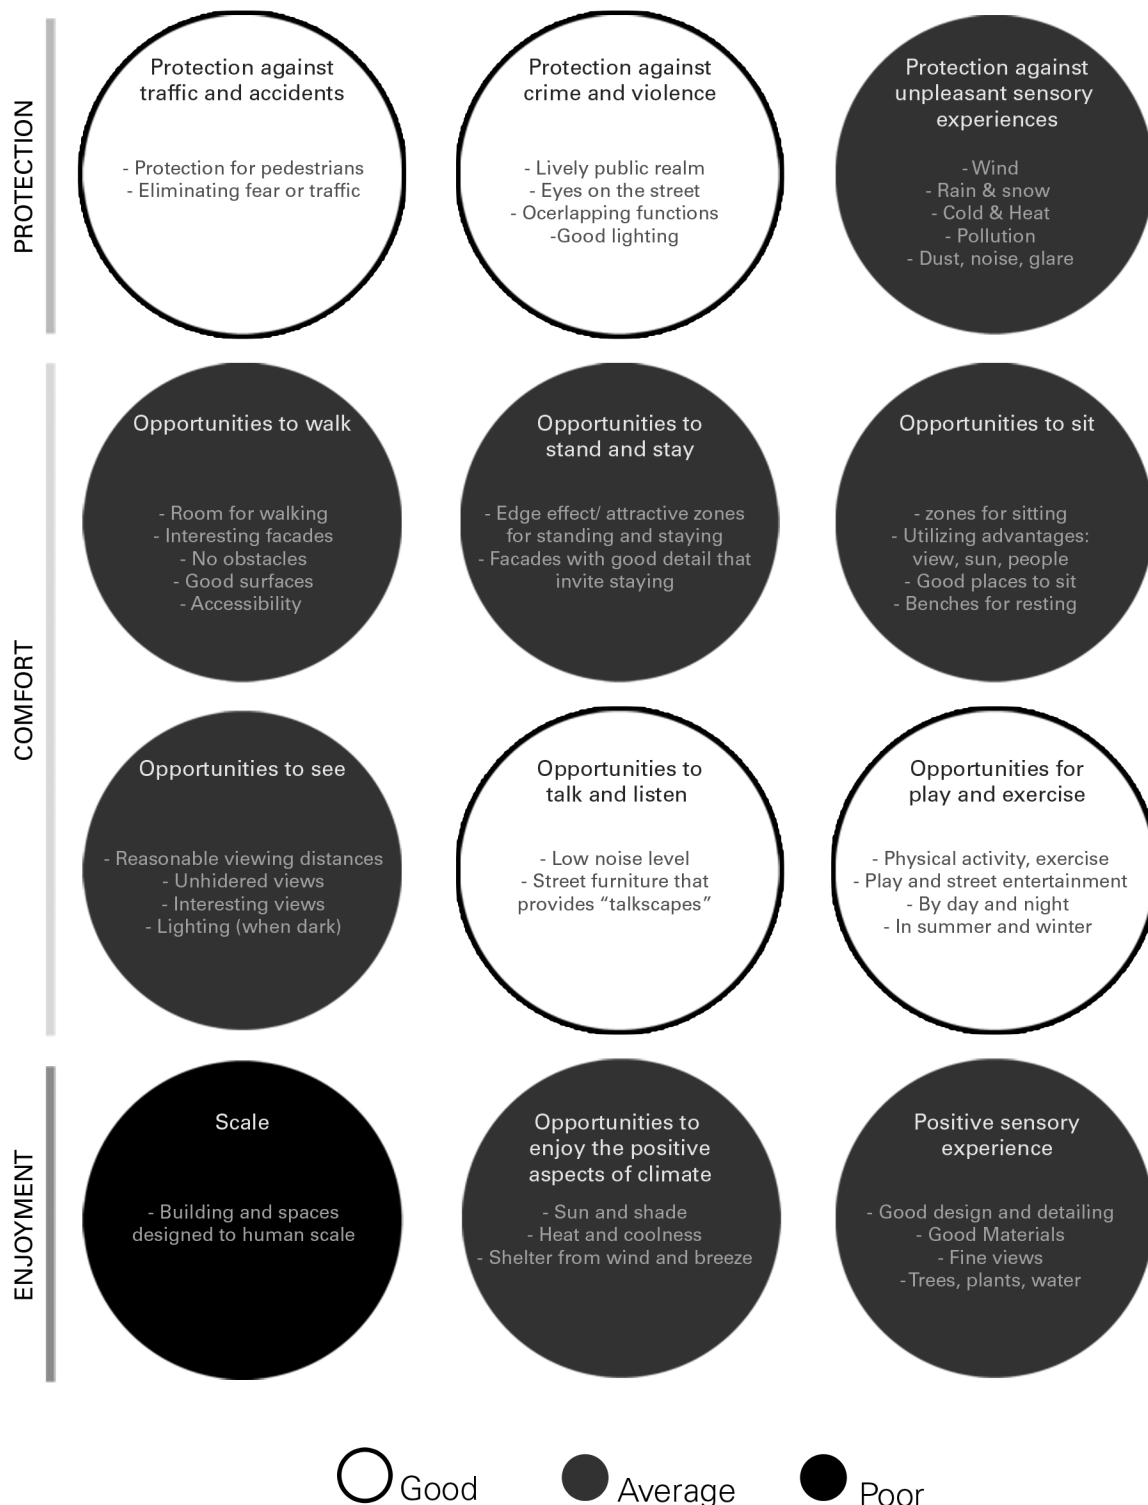 PROTECTION
Protection against
traffic and accidents
- Protection for pedestrians
- Eliminating fear or traffic
Protection against
crime and violence
- Lively public realm
- Eyes on the street
- Ocerlapping functions
-Good lighting
Protection against
unpleasant sensory
experiences
- Wind
- Rain & snow
- Cold & Heat
- Pollution
- Dust, noise, glare
COMFORT
Opportunities to walk
- Room for walking
- Interesting facades
- No obstacles
- Good surfaces
- Accessibility
Opportunities to
stand and stay
- Edge effect/ attractive zones
for standing and staying
- Facades with good detail that
invite staying
Opportunities to sit
- zones for sitting
- Utilizing advantages:
view, sun, people
- Good places to sit
- Benches for resting
Opportunities to see
- Reasonable viewing distances
- Unhidered views
- Interesting views
- Lighting (when dark)
Opportunities to
talk and listen
- Low noise level
- Street furniture that
provides “talkscapes”
Opportunities for
play and exercise
- Physical activity, exercise
- Play and street entertainment
- By day and night
- In summer and winter
ENJOYMENT
Scale
- Building and spaces
designed to human scale
Opportunities to
enjoy the positive
aspects of climate
- Sun and shade
- Heat and coolness
- Shelter from wind and breeze
Positive sensory
experience
- Good design and detailing
- Good Materials
- Fine views
- Trees, plants, water
Good
Average
Poor